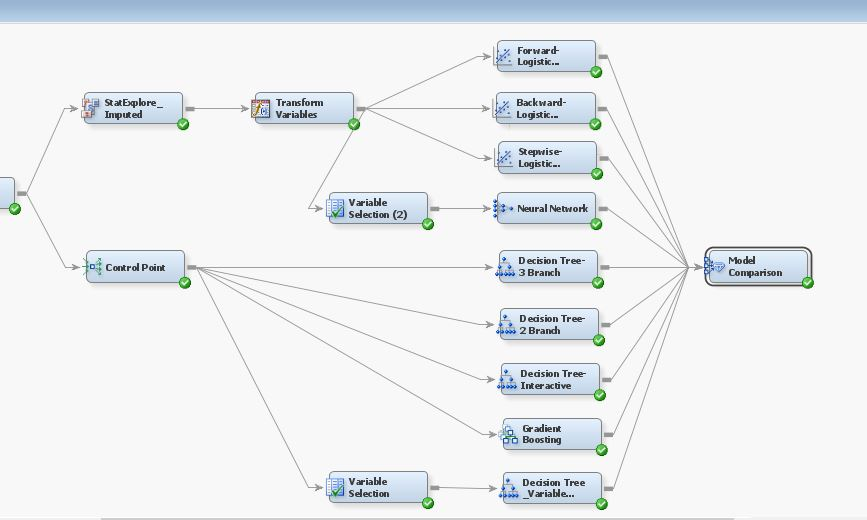 Forward-
Logistic...
StatExplore_
Imputed
Transform
Variables
Backward-
Logistic...
Stepwise-
Logistic...
Variable
Selection (2)
Neural Network
Control Point
Decision Tree-
3 Branch
Model
Comparison
Decision Tree-
2 Branch
Decision Tree-
Interactive
Gradient
Boosting
Variable
Selection
Decision Tree
_Variable...